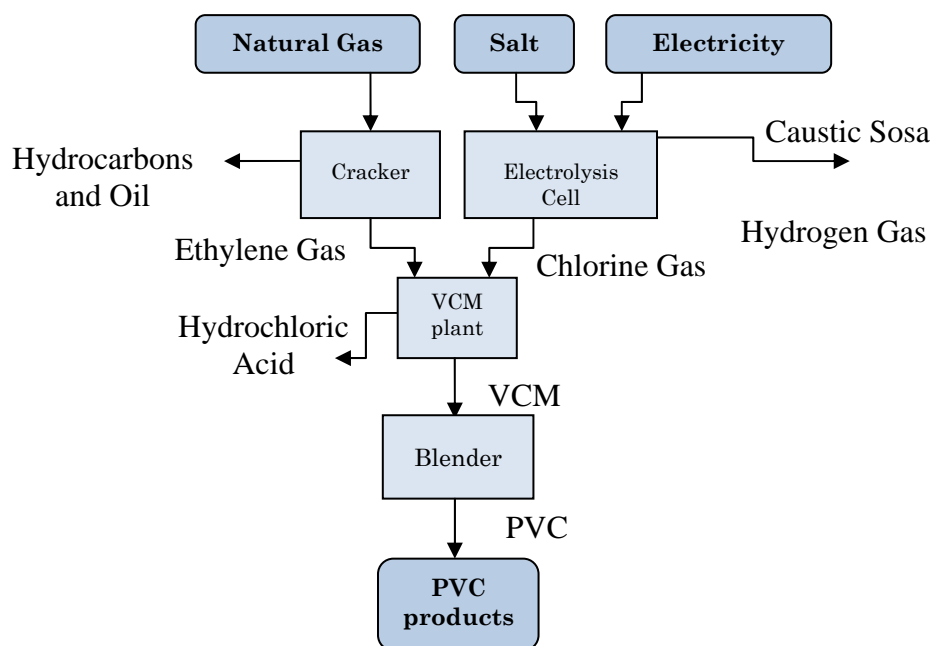 Natural Gas
Salt
Electricity
Hydrocarbons
and Oil
Cracker
Electrolysis
Cell
Caustic Sosa
Hydrogen Gas
Ethylene Gas
Chlorine Gas
Hydrochloric
Acid
VCM
plant
VCM
Blender
PVC
PVC
products